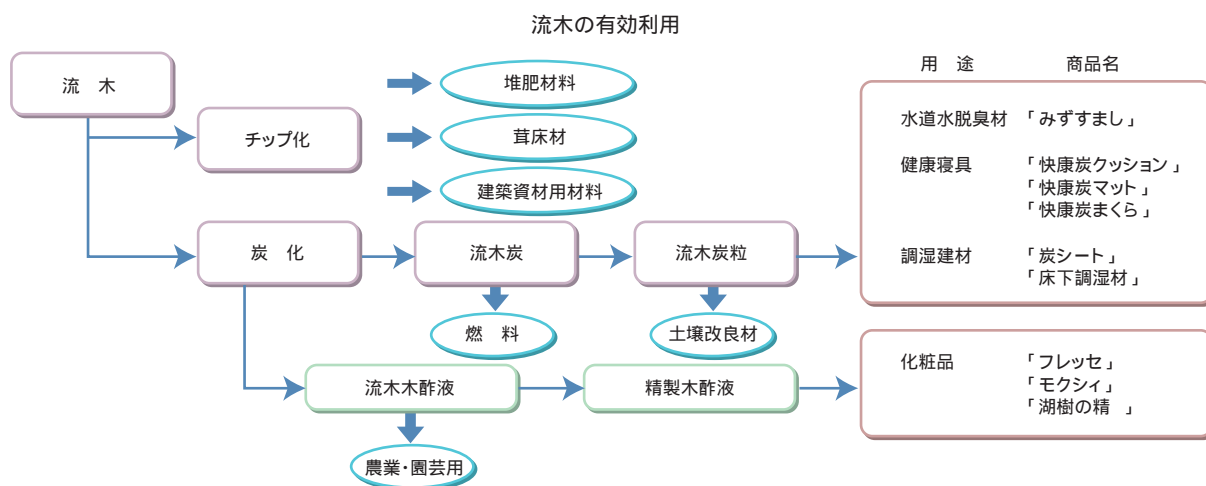 流木の有効利用
用 途 商品名
流 木
チップ化
堆肥材料
茸床材
建築資材用材料
炭 化
流木炭
流木炭粒
燃 料
土壌改良材
水道水脱臭材 「みずすまし」
健康寝具 「快康炭クッション」
「快康炭マット」
「快康炭まくら」
調湿建材 「炭シート」
「床下調湿材」
流木木酢液
精製木酢液
農業・園芸用
化粧品 「フレッセ」
「モクシィ」
「湖樹の精 」